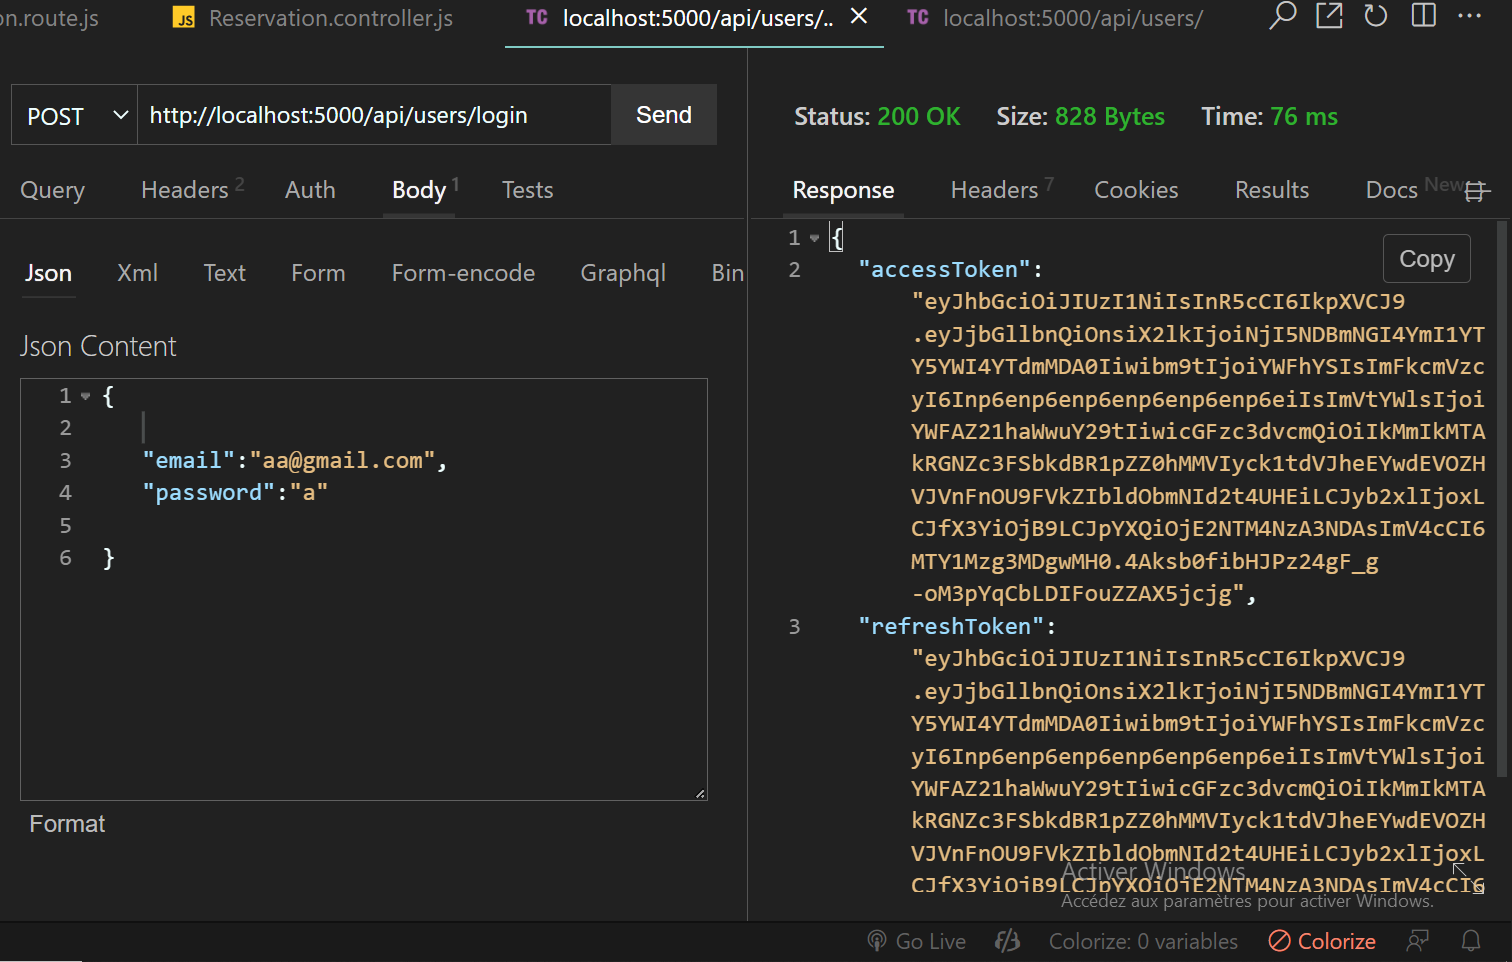 on.route.js
JS Reservation.controller.js
TC localhost:5000/api/users/..
TC localhost:5000/api/users/
POST http://localhost:5000/api/users/login Send
Query Headers 2 Auth Body 1 Tests
Json Xml Text Form Form-encode Graphql Bin
Json Content
1 {
2
3 "email":"aa@gmail.com",
4 "password":"a"
5
6 }
Format
Status: 200 OK Size: 828 Bytes Time: 76 ms
Response Headers 7 Cookies Results Docs New
1 {
Copy
2 "accessToken":
"eyJhbGciOiJIUzI1NiIsInR5cCI6IkpXVCJ9
.eyJjbGllbnQiOnsiX2lkIjoiNjI5NDBmNGI4YmI1YT
Y5YWI4YTdmMDA0Iiwibm9tIjoiYWFhYSIsImFkcmVzc
yI6Inp6enp6enp6enp6enp6enp6eiIsImVtYWlsIjoi
YWFAZ21haWwuY29tIiwicGFzc3dvcmQiOiIkMmIkMTA
kRGNZc3FSbkdBR1pZZ0hMMVIyck1tdVJheEYwdEVOZH
VJVnFnOU9FVkZIbldObmNId2t4UHEiLCJyb2xlIjoxL
CJfX3YiOjB9LCJpYXQiOjE2NTM4NzA3NDAsImV4cCI6
MTY1Mzg3MDgwMH0.4Aksb0fibHJPz24gF_g
-oM3pYqCbLDIFouZZAX5jcjg",
3 "refreshToken":
"eyJhbGciOiJIUzI1NiIsInR5cCI6IkpXVCJ9
.eyJjbGllbnQiOnsiX2lkIjoiNjI5NDBmNGI4YmI1YT
Y5YWI4YTdmMDA0Iiwibm9tIjoiYWFhYSIsImFkcmVzc
yI6Inp6enp6enp6enp6enp6enp6eiIsImVtYWlsIjoi
YWFAZ21haWwuY29tIiwicGFzc3dvcmQiOiIkMmIkMTA
kRGNZc3FSbkdBR1pZZ0hMMVIyck1tdVJheEYwdEVOZH
VJVnFnOU9FVkZIbldObmNId2t4UHEiLCJyb2xlIjoxL
CJfX3YiOjB9LCJpYXQiOjE2NTM4NzA3NDAsImV4cCI6
Activer Windows
Accédez aux paramètres pour activer Windows.
Go Live Colorize: 0 variables Colorize